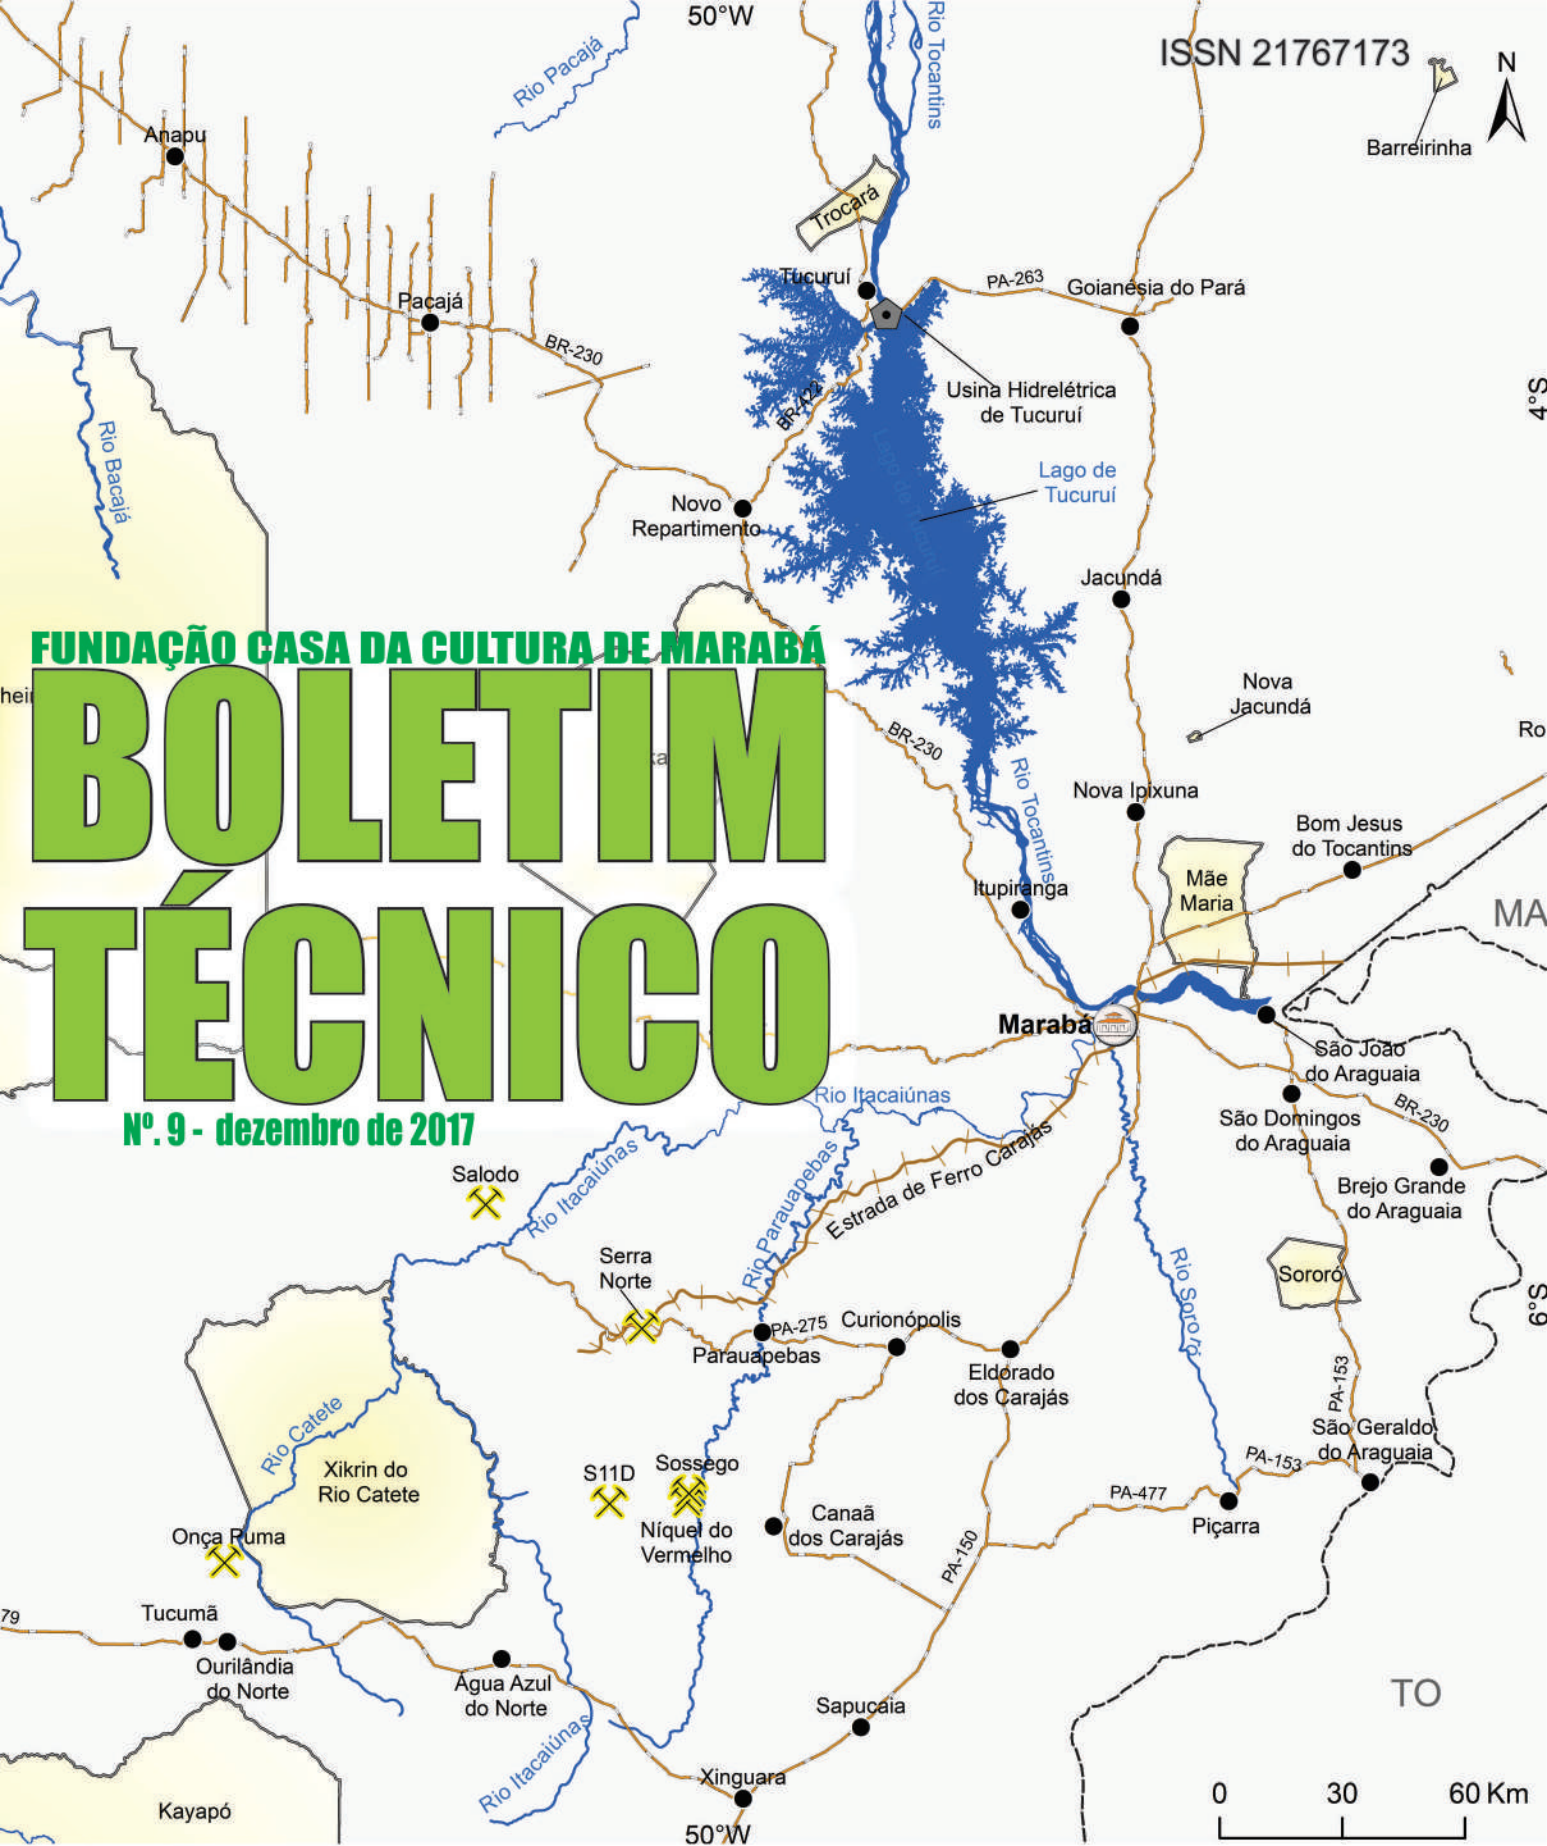 50°W
Rio Tocantins
Rio Pacajá
ISSN 21767173
N
Anapu
Barreirinha
Trocará
Tucuruí
PA-263
Goianésia do Pará
Pacajá
BR-230
Usina Hidrelétrica
de Tucuruí
4°S
BR-422
Rio Bacajá
Lago de Tucuruí
Lago de
Tucuruí
Novo
Repartimento
Jacundá
FUNDAÇÃO CASA DA CULTURA DE MARABÁ
BOLETIM
TÉCNICO
Nº. 9 - dezembro de 2017
Nova
Jacundá
Ro
BR-230
Rio Tocantins
Nova Ipixuna
Bom Jesus
do Tocantins
Itupiranga
Mãe
Maria
MA
Marabá
São João
do Araguaia
Rio Itacaiúnas
São Domingos
do Araguaia
BR-230
Brejo Grande
do Araguaia
Salodo
Rio Itacaiúnas
Rio Parauapebas
Estrada de Ferro Carajás
Serra
Norte
Rio Sororó
Sororó
6°S
PA-275
Curionópolis
Parauapebas
Eldorado
dos Carajás
PA-153
Rio Catete
Xikrin do
Rio Catete
S11D
Sossego
Níquel do
Vermelho
Canaã
dos Carajás
PA-150
PA-477
PA-153
São Geraldo
do Araguaia
Piçarra
Onça Puma
79
Tucumã
Ourilândia
do Norte
Água Azul
do Norte
Sapucaia
TO
Rio Itacaiúnas
Xinguara
Kayapó
0 30 60 Km
50°W